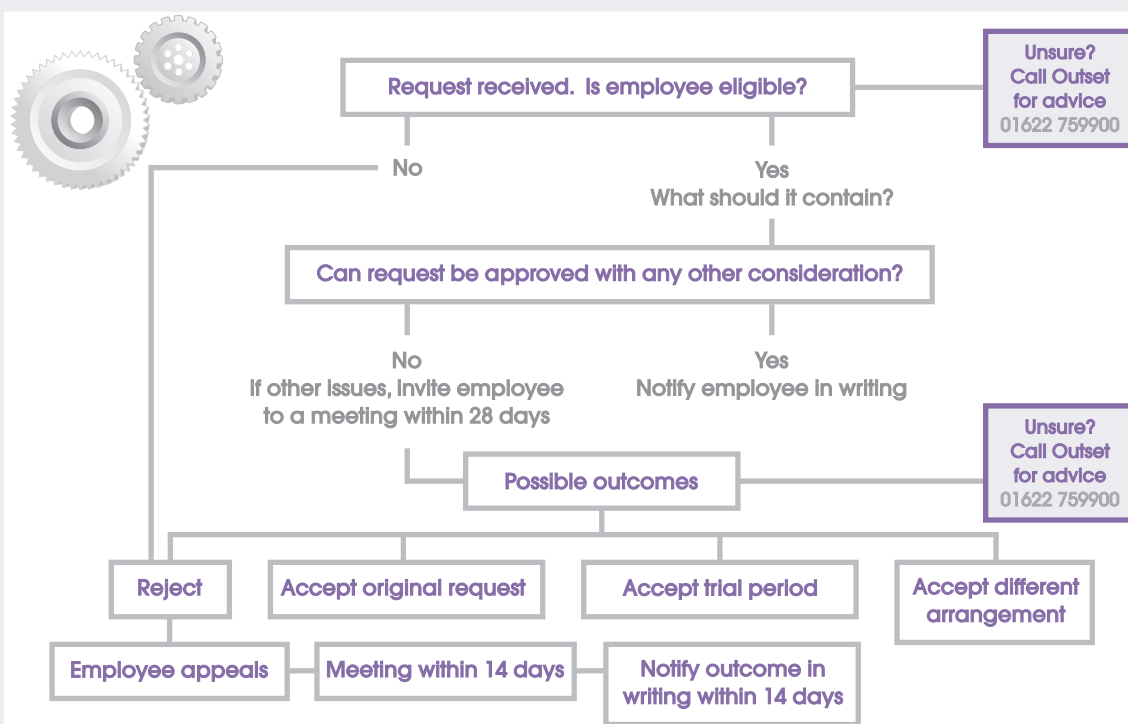 Request received.  Is employee eligible?
Unsure?
Call Outset
for advice
01622 759900
No
Yes
What should it contain?
Can request be approved with any other consideration?
No
If other issues, invite employee
to a meeting within 28 days
Yes
Notify employee in writing
Possible outcomes
Unsure?
Call Outset
for advice
01622 759900
Reject
Accept original request
Accept trial period
Accept different
arrangement
Employee appeals
Meeting within 14 days
Notify outcome in
writing within 14 days